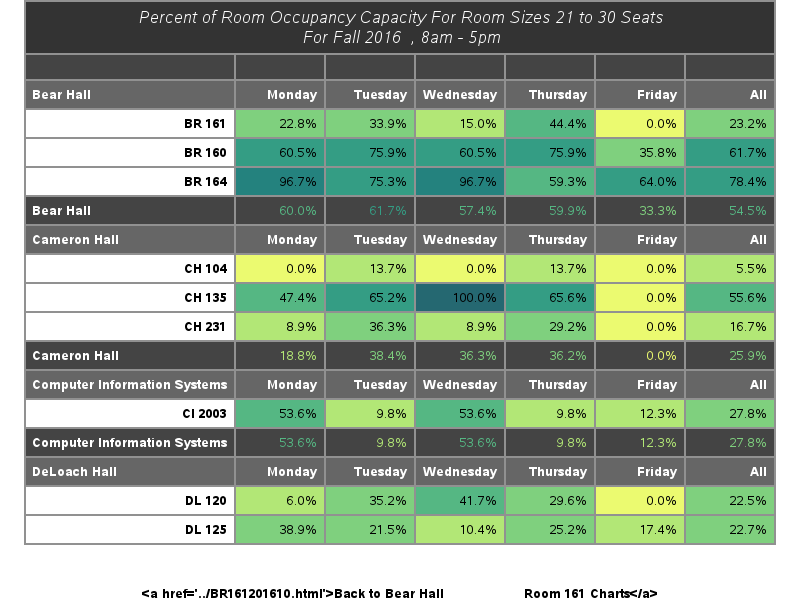 Percent of Room Occupancy Capacity For Room Sizes 21 to 30 Seats
For Fall 2016 , 8am - 5pm
Bear Hall Monday Tuesday Wednesday Thursday Friday All
BR 161 22.8% 33.9% 15.0% 44.4% 0.0% 23.2%
BR 160 60.5% 75.9% 60.5% 75.9% 35.8% 61.7%
BR 164 96.7% 75.3% 96.7% 59.3% 64.0% 78.4%
Bear Hall 60.0% 61.7% 57.4% 59.9% 33.3% 54.5%
Cameron Hall Monday Tuesday Wednesday Thursday Friday All
CH 104 0.0% 13.7% 0.0% 13.7% 0.0% 5.5%
CH 135 47.4% 65.2% 100.0% 65.6% 0.0% 55.6%
CH 231 8.9% 36.3% 8.9% 29.2% 0.0% 16.7%
Cameron Hall 18.8% 38.4% 36.3% 36.2% 0.0% 25.9%
Computer Information Systems Monday Tuesday Wednesday Thursday Friday All
CI 2003 53.6% 9.8% 53.6% 9.8% 12.3% 27.8%
Computer Information Systems 53.6% 9.8% 53.6% 9.8% 12.3% 27.8%
DeLoach Hall Monday Tuesday Wednesday Thursday Friday All
DL 120 6.0% 35.2% 41.7% 29.6% 0.0% 22.5%
DL 125 38.9% 21.5% 10.4% 25.2% 17.4% 22.7%
<a href='../BR161201610.html'>Back to Bear Hall Room 161 Charts</a>